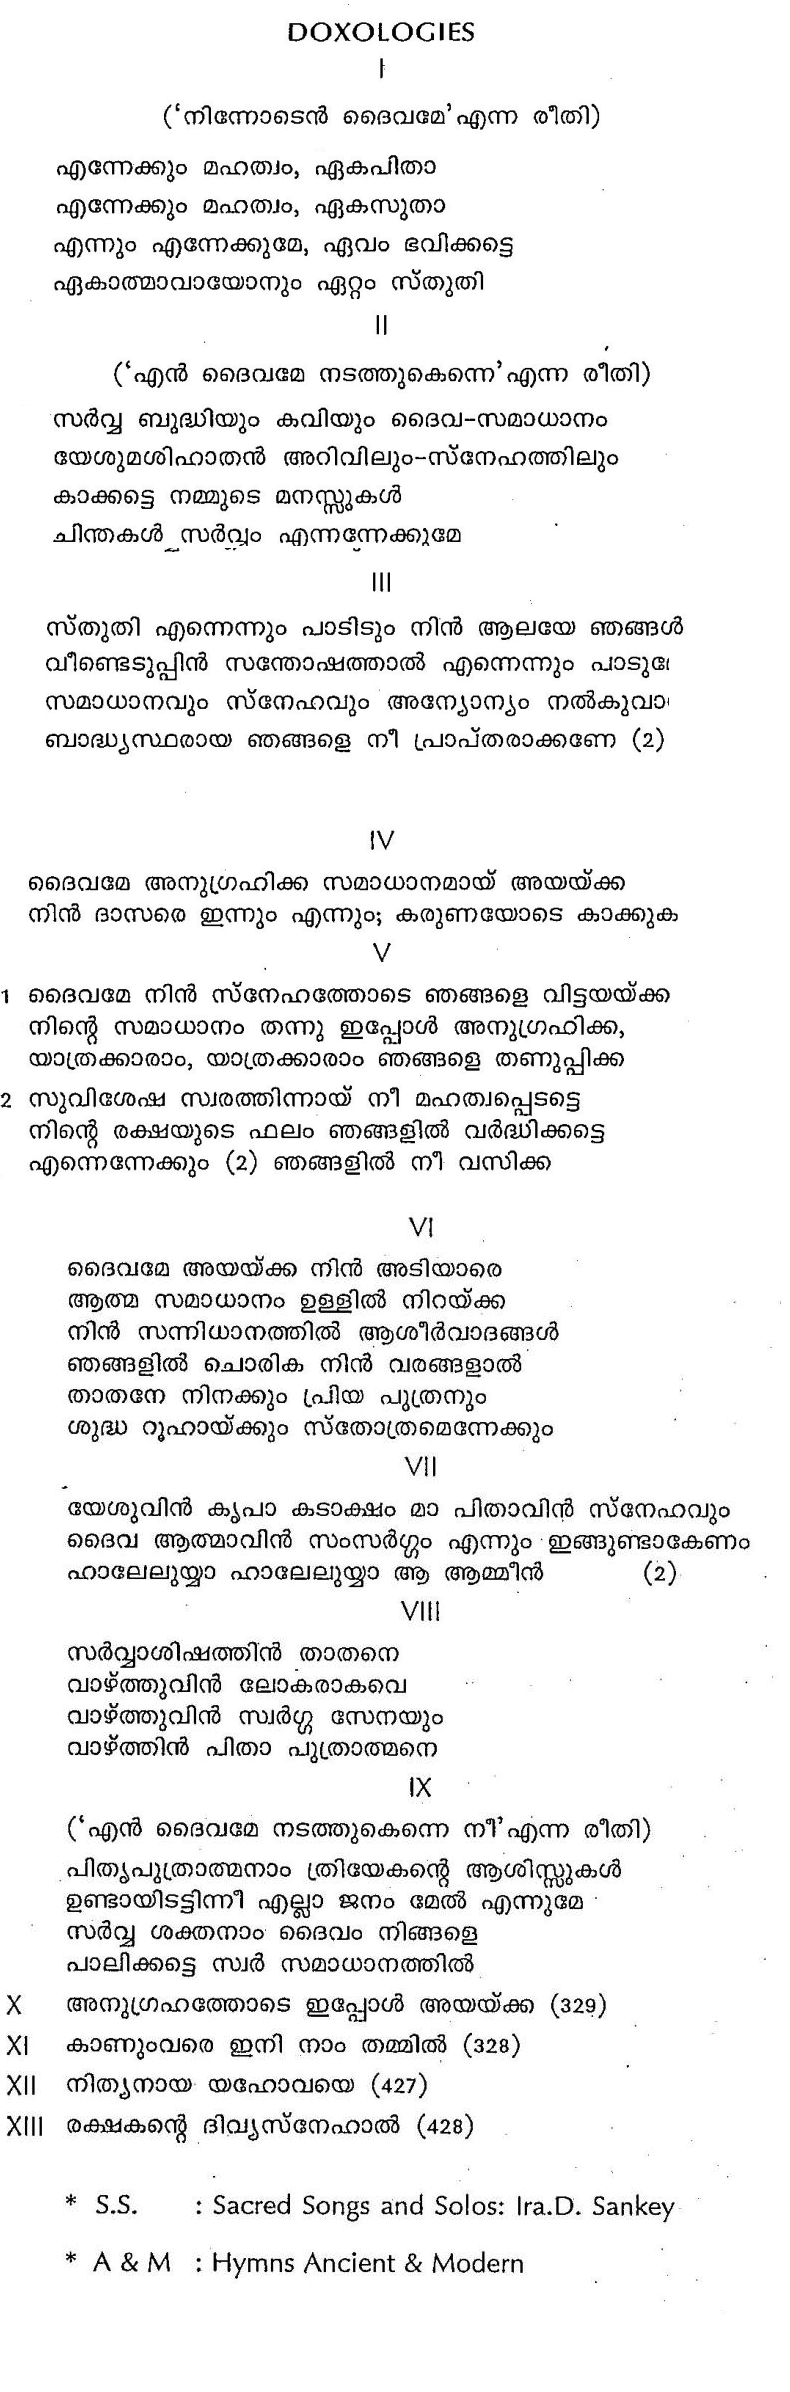 DOXOLOGIES
I
(‘നിന്നോടെൻ ദൈവമേ’ എന്ന രീതി)
എന്നേക്കും മഹത്വം, ഏകപിതാ
എന്നേക്കും മഹത്വം, ഏകസുതാ
എന്നും എന്നേക്കുമേ, ഏവം ഭവിക്കട്ടെ
ഏകാത്മാവായോനും ഏറ്റം സ്തുതി
II
(‘എൻ ദൈവമേ നടത്തുകെന്നെ’ എന്ന രീതി)
സർവ്വ ബുദ്ധിയും കവിയും ദൈവ-സമാധാനം
യേശുമശിഹാതൻ അറിവിലും-സ്നേഹത്തിലും
കാക്കട്ടെ നമ്മുടെ മനസ്സുകൾ
ചിന്തകൾ സർവ്വം എന്നന്നേക്കുമേ
III
സ്തുതി എന്നെന്നും പാടിടും നിൻ ആലയേ ഞങ്ങൾ
വീണ്ടെടുപ്പിൻ സന്തോഷത്താൽ എന്നെന്നും
സമാധാനവും സ്നേഹവും അന്യോന്യം
ബാദ്ധ്യസ്ഥരായ ഞങ്ങളെ നീ പ്രാപ്തരാക്കണേ (2)
IV
ദൈവമേ അനുഗ്രഹിക്ക സമാധാനമായ് അയയ്ക്ക
നിൻ ദാസരെ ഇന്നും എന്നും; കരുണയോടെ കാക്കുക
V
1 ദൈവമേ നിൻ സ്നേഹത്തോടെ ഞങ്ങളെ വിട്ടയയ്ക്ക
നിന്റെ സമാധാനം തന്നു ഇപ്പോൾ അനുഗ്രഹിക്ക,
യാത്രക്കാരാം, യാത്രക്കാരാം ഞങ്ങളെ തണുപ്പിക്ക
2 സുവിശേഷ സ്വരത്തിന്നായ് നീ മഹത്വപ്പെടട്ടെ
നിന്റെ രക്ഷയുടെ ഫലം ഞങ്ങളിൽ വർദ്ധിക്കട്ടെ
എന്നെന്നേക്കും (2) ഞങ്ങളിൽ നീ വസിക്ക
VI
ദൈവമേ അയയ്ക്ക നിൻ അടിയാരെ
ആത്മ സമാധാനം ഉള്ളിൽ നിറയ്ക്ക
നിൻ സന്നിധാനത്തിൽ ആശീർവാദങ്ങൾ
ഞങ്ങളിൽ ചൊരിക നിൻ വരങ്ങളാൽ
താതനേ നിനക്കും പ്രിയ പുത്രനും
ശുദ്ധ റൂഹായ്ക്കും സ്തോത്രമെന്നേക്കും
VII
യേശുവിൻ കൃപാ കടാക്ഷം മാ പിതാവിൻ സ്നേഹവും
ദൈവ ആത്മാവിൻ സംസർഗ്ഗം എന്നും ഇങ്ങുണ്ടാകേണം
ഹാലേലുയ്യാ ഹാലേലുയ്യാ ആ ആമ്മീൻ (2)
VIII
സർവ്വാശിഷത്തിൻ താതനെ
വാഴ്ത്തുവിൻ ലോകരാകവെ
വാഴ്ത്തുവിൻ സ്വർഗ്ഗ സേനയും
വാഴ്ത്തിൻ പിതാ പുത്രാത്മനെ
IX
(‘എൻ ദൈവമേ നടത്തുകെന്നെ നീ’ എന്ന രീതി)
പിതൃപുത്രാത്മനാം ത്രിയേകന്റെ ആശിസ്സുകൾ
ഉണ്ടായിടട്ടിന്നീ എല്ലാ ജനം മേൽ എന്നുമേ
സർവ്വ ശക്തനാം ദൈവം നിങ്ങളെ
പാലിക്കട്ടെ സ്വർ സമാധാനത്തിൽ
X അനുഗ്രഹത്തോടെ ഇപ്പോൾ അയയ്ക്ക (329)
XI കാണുംവരെ ഇനി നാം തമ്മിൽ (328)
XII നിത്യനായ യഹോവയെ (427)
XIII രക്ഷകന്റെ ദിവ്യസ്നേഹാൽ (428)
* S.S. : Sacred Songs and Solos: Ira.D. Sankey
* A & M : Hymns Ancient & Modern